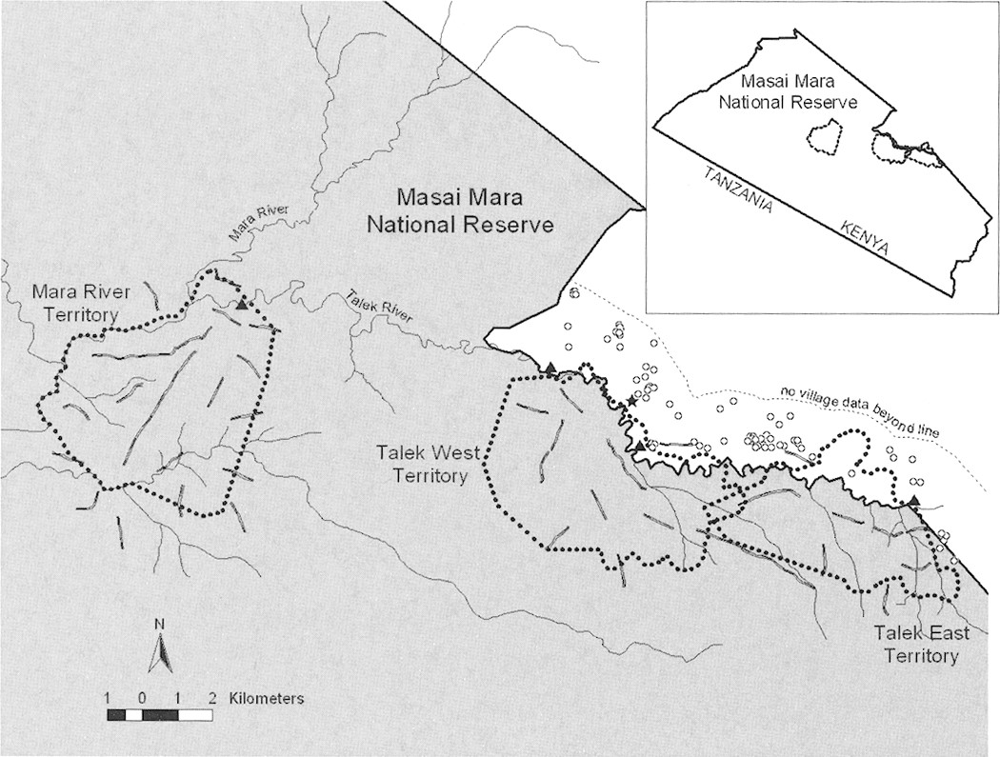 Masai Mara
National Reserve
TANZANIA
KENYA
Masai Mara
National Reserve
Mara River
Mara River
Territory
Talek River
no village data beyond line
Talek West
Territory
Talek East
Territory
N
1 0 1 2 Kilometers